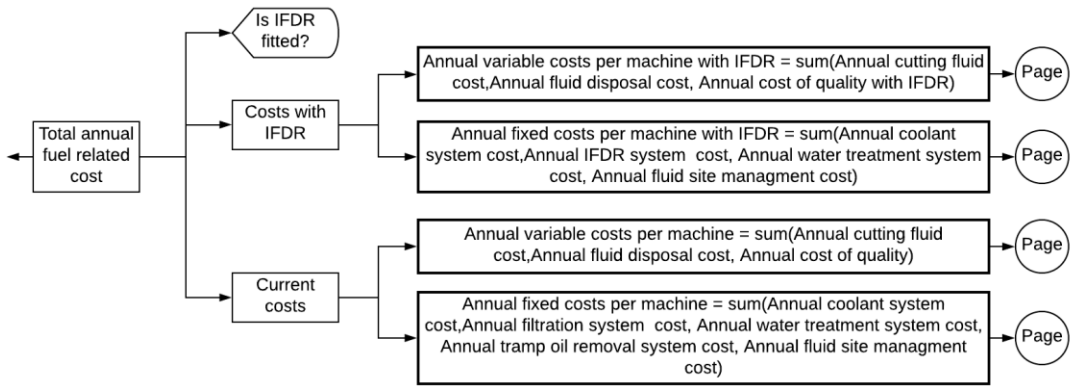 Is IFDR
fitted?
Annual variable costs per machine with IFDR = sum(Annual cutting fluid
cost,Annual fluid disposal cost, Annual cost of quality with IFDR)
Page
Costs with
IFDR
Total annual
fuel related
cost
Annual fixed costs per machine with IFDR = sum(Annual coolant
system cost,Annual IFDR system  cost, Annual water treatment system
cost, Annual fluid site managment cost)
Page
Annual variable costs per machine = sum(Annual cutting fluid
cost,Annual fluid disposal cost, Annual cost of quality)
Page
Current
costs
Annual fixed costs per machine = sum(Annual coolant system
cost,Annual filtration system  cost, Annual water treatment system cost,
Annual tramp oil removal system cost, Annual fluid site managment
cost)
Page